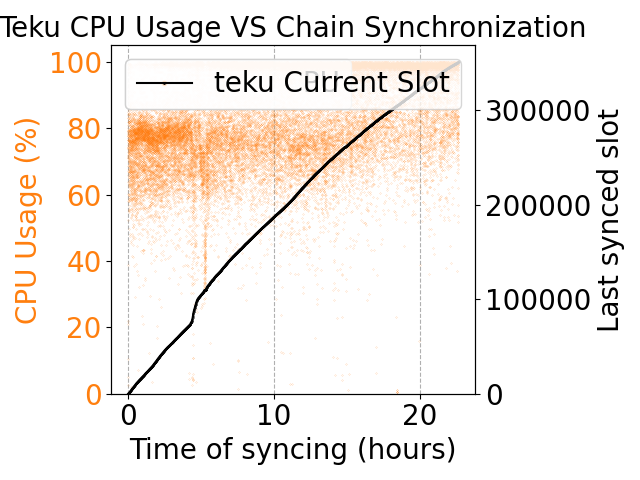 Teku CPU Usage VS Chain Synchronization
teku Current Slot
CPU Usage (%)
100
80
60
40
20
0
300000
200000
100000
0
Last synced slot
0 10 20
Time of syncing (hours)